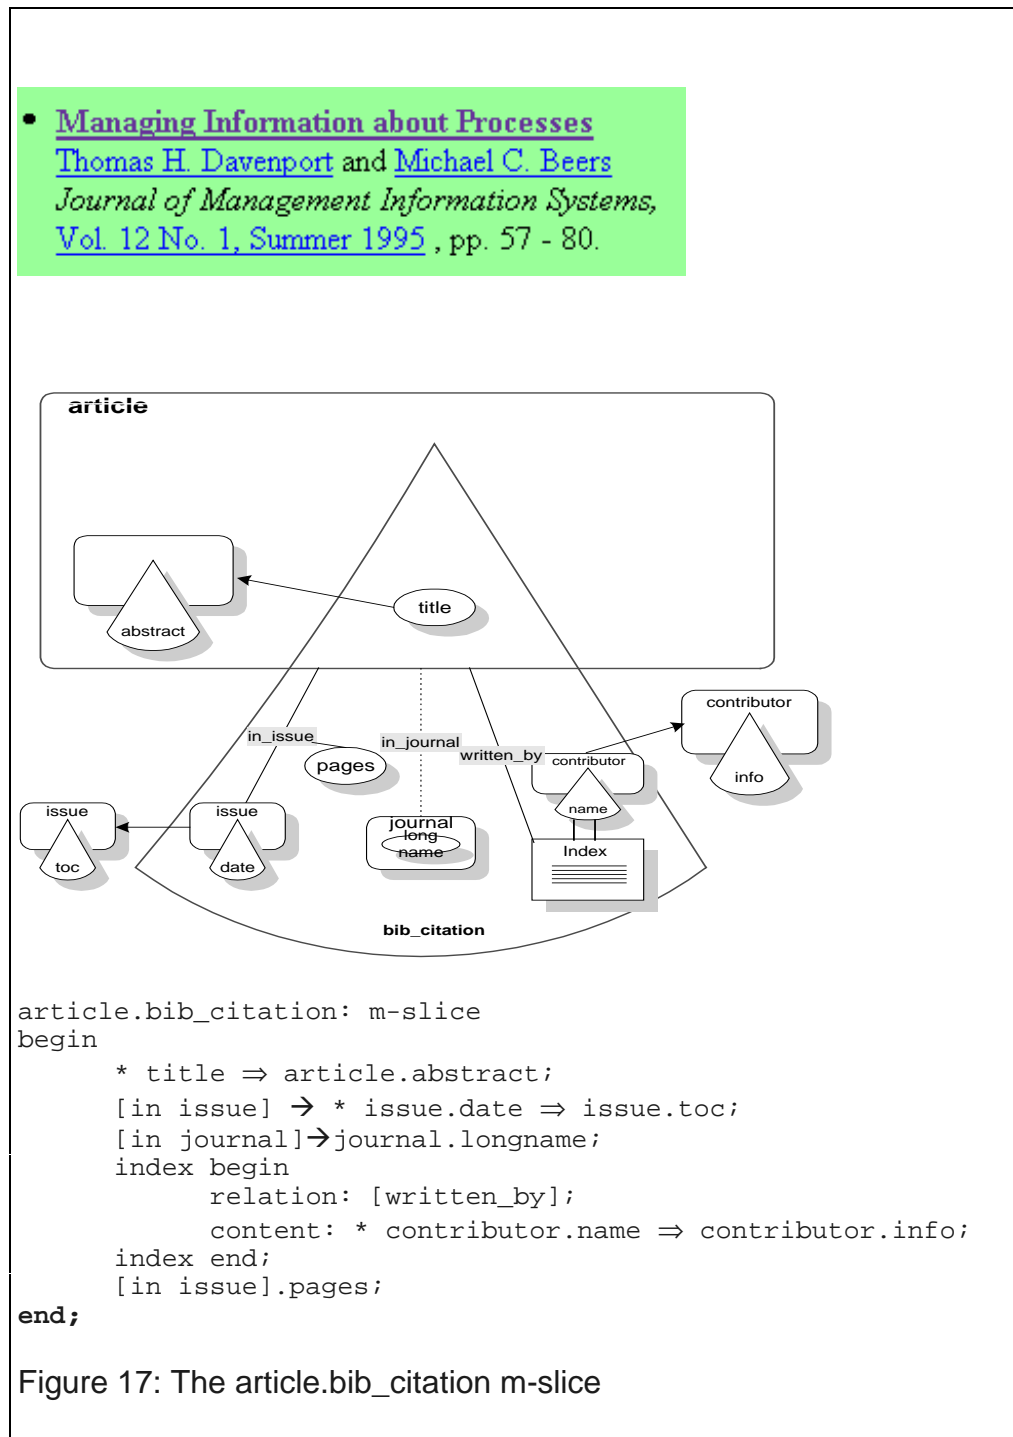 • Managing Information about Processes
Thomas H. Davenport and Michael C. Beers
Journal of Management Information Systems,
Vol. 12 No. 1, Summer 1995 , pp. 57 - 80.
article
abstract
title
in_issue
pages
in_journal
written_by
contributor
name
contributor
info
issue
toc
issue
date
journal
long
name
Index
bib_citation
article.bib_citation: m-slice
begin
* title ⇒ article.abstract;
[in issue] → * issue.date ⇒ issue.toc;
[in journal]→journal.longname;
index begin
relation: [written_by];
content: * contributor.name ⇒ contributor.info;
index end;
[in issue].pages;
end;
Figure 17: The article.bib_citation m-slice